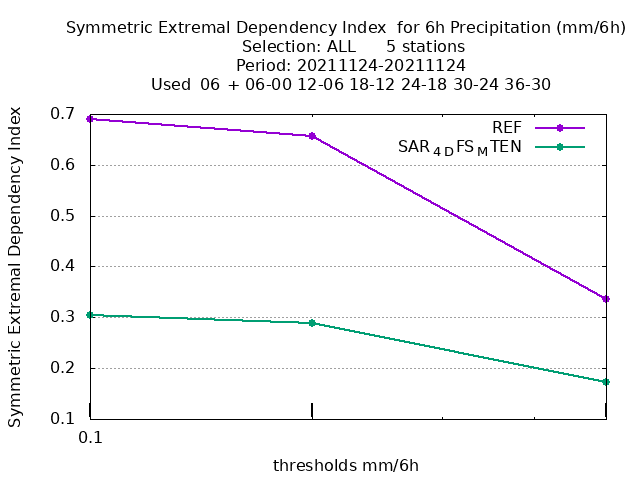 Symmetric Extremal Dependency Index  for 6h Precipitation (mm/6h)
Selection: ALL      5 stations
Period: 20211124-20211124
Used  06 + 06-00 12-06 18-12 24-18 30-24 36-30
REF
SAR4DFSMTEN
Symmetric Extremal Dependency Index
0.7
0.6
0.5
0.4
0.3
0.2
0.1
0.1
thresholds mm/6h